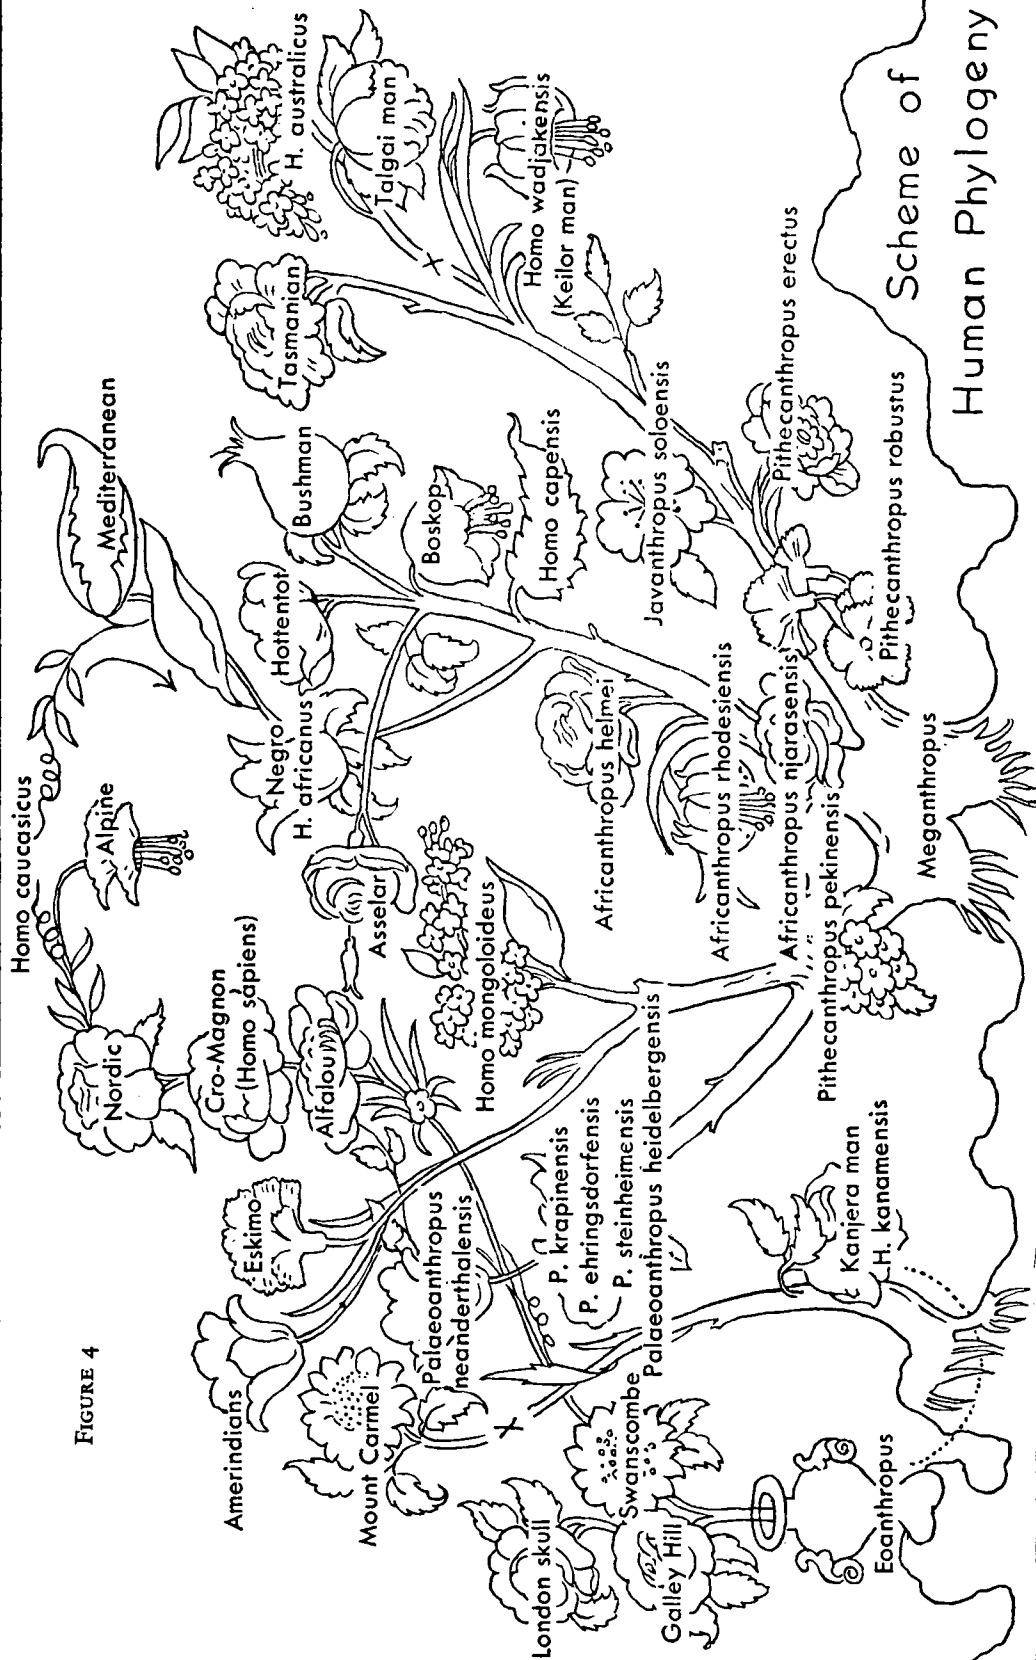 FIGURE 4
Homo caucasicus
Mediterranean
Alpine
Nordic
Cro-Magnon
(Homo sapiens)
Alfalou
Eskimo
Amerindians
Mount Carmel
Palaeoanthropus
neanderthalensis
London skull
Galley Hill
Swanscombe
Eoanthropus
P. krapinensis
P. ehringsdorfensis
P. steinheimensis
Palaeoanthropus heidelbergensis
Kanjera man
H. kanamensis
Homo mongoloideus
Asselar
Negro
H. africanus
Hottentot
Bushman
Boskop
Homo capensis
Africanthropus helmei
Africanthropus rhodesiensis
Africanthropus njarasensis
Pithecanthropus pekinensis
Meganthropus
Tasmanian
H. australicus
Talgai man
Homo wadjakensis
(Keilor man)
Javanthropus soloensis
Pithecanthropus erectus
Pithecanthropus robustus
Scheme of
Human Phylogeny